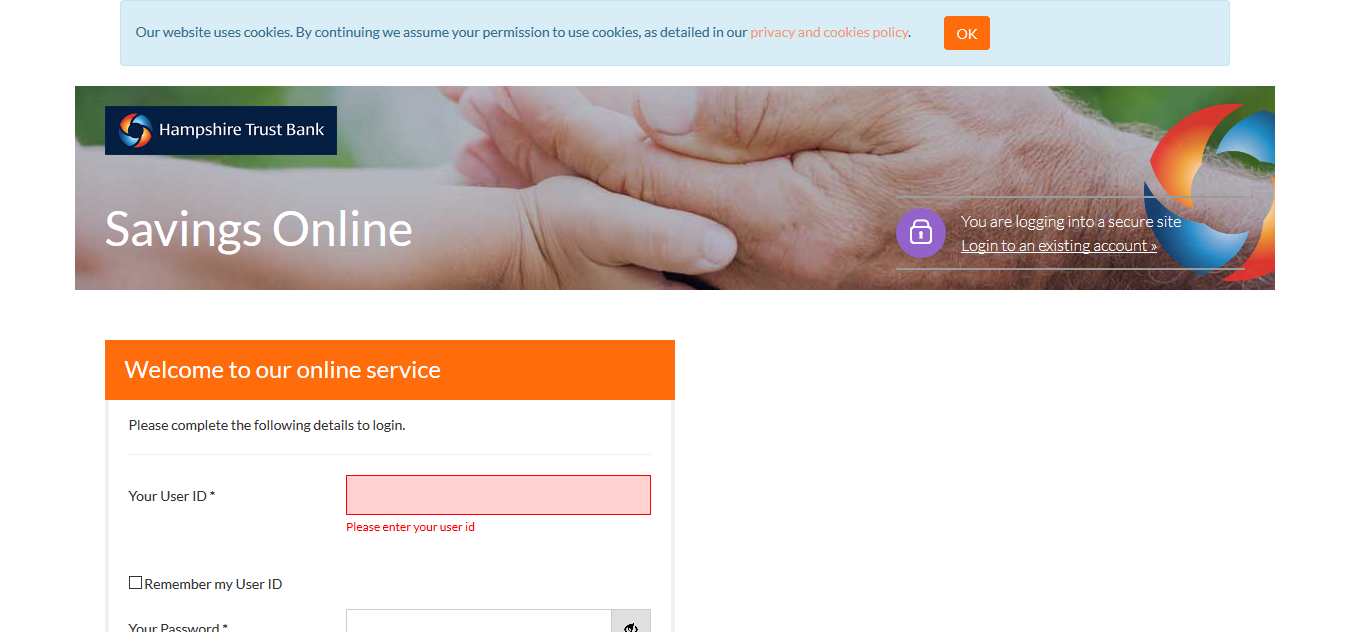 Our website uses cookies. By continuing we assume your permission to use cookies, as detailed in our privacy and cookies policy.
OK
Hampshire Trust Bank
Savings Online
You are logging into a secure site
Login to an existing account »
Welcome to our online service
Please complete the following details to login.
Your User ID *
Please enter your user id
Remember my User ID
Your Password *